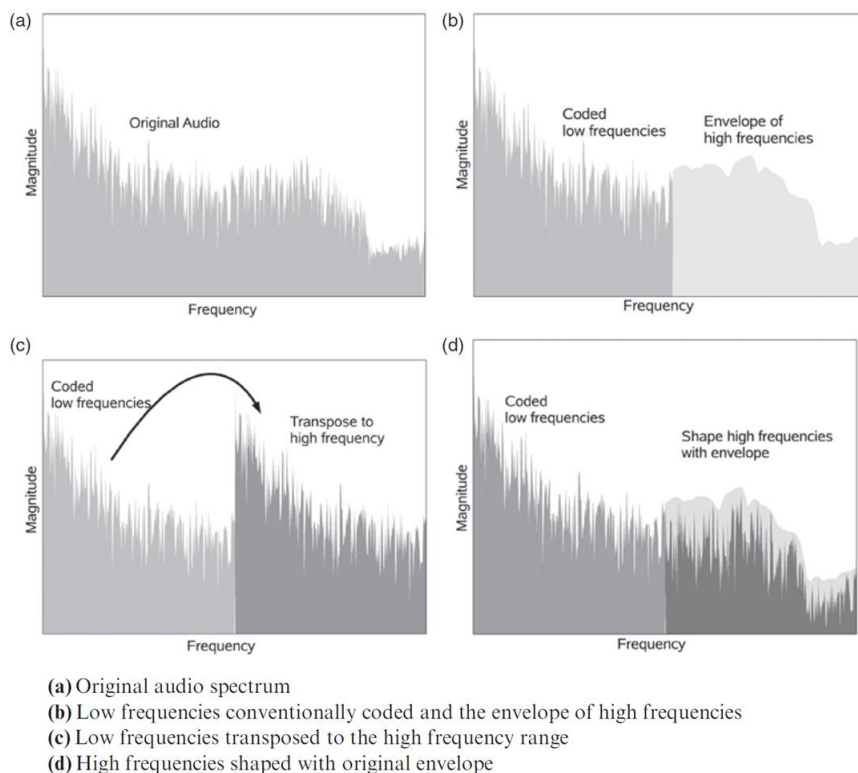 (a)
Original Audio
Magnitude
Frequency
(b)
Coded
low frequencies
Envelope of
high frequencies
Magnitude
Frequency
(c)
Coded
low frequencies
Transpose to
high frequency
Magnitude
Frequency
(d)
Coded
low frequencies
Shape high frequencies
with envelope
Magnitude
Frequency
(a) Original audio spectrum
(b) Low frequencies conventionally coded and the envelope of high frequencies
(c) Low frequencies transposed to the high frequency range
(d) High frequencies shaped with original envelope